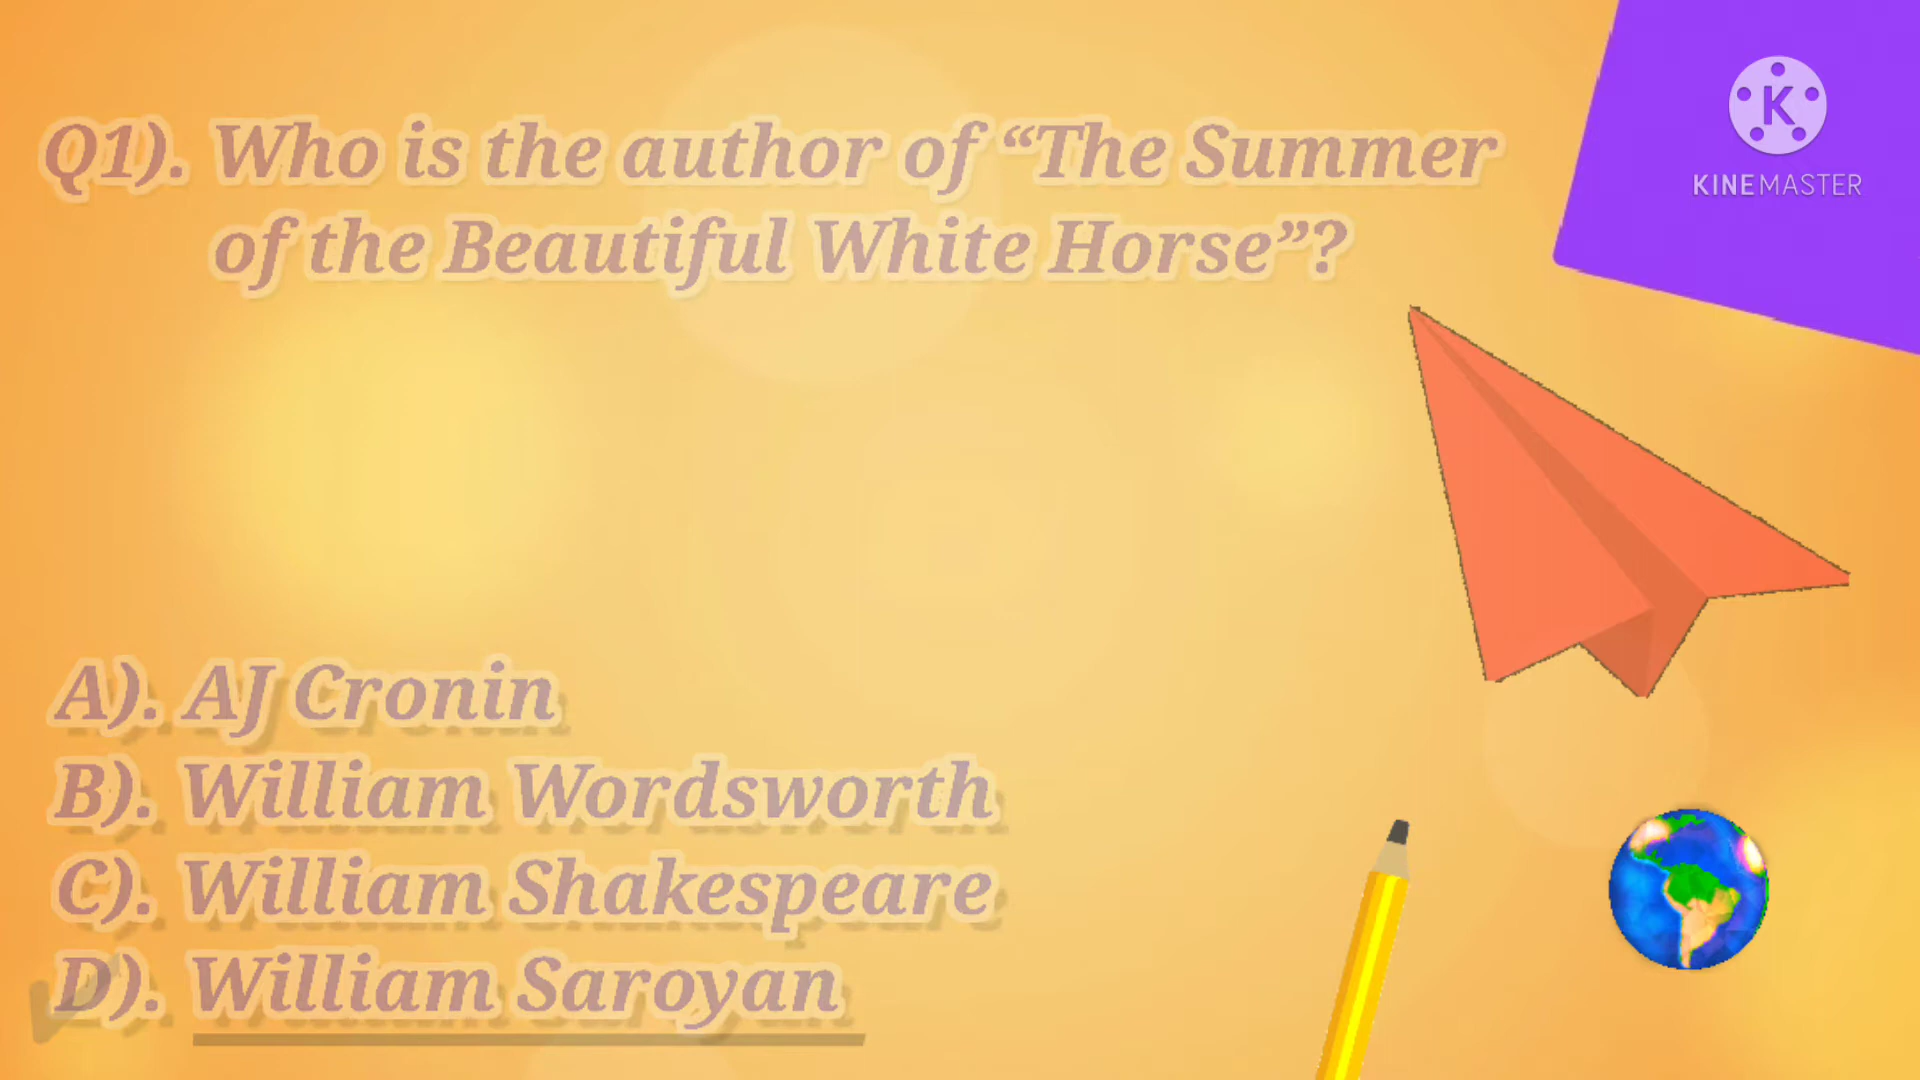 Q1). Who is the author of “The Summer
of the Beautiful White Horse”?
K
KINEMASTER
A). AJ Cronin
B). William Wordsworth
C). William Shakespeare
D). William Saroyan